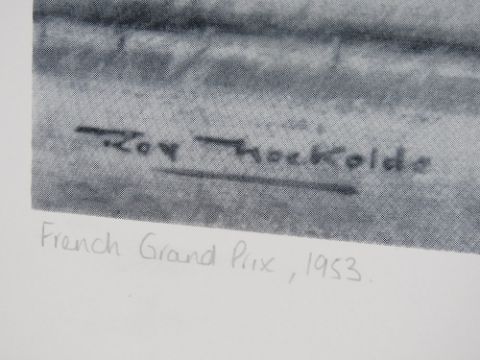 Roy Nockolds
French Grand Prix, 1953.